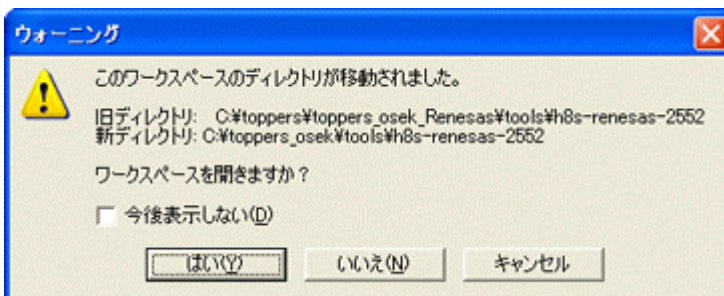 ウォーニング
このワークスペースのディレクトリが移動されました。
旧ディレクトリ: C:¥toppers¥toppers_osek_Renesas¥tools¥h8s-renesas-2552
新ディレクトリ: C:¥toppers_osek¥tools¥h8s-renesas-2552
ワークスペースを開きますか？
今後表示しない(D)
はい(Y) いいえ(N) キャンセル